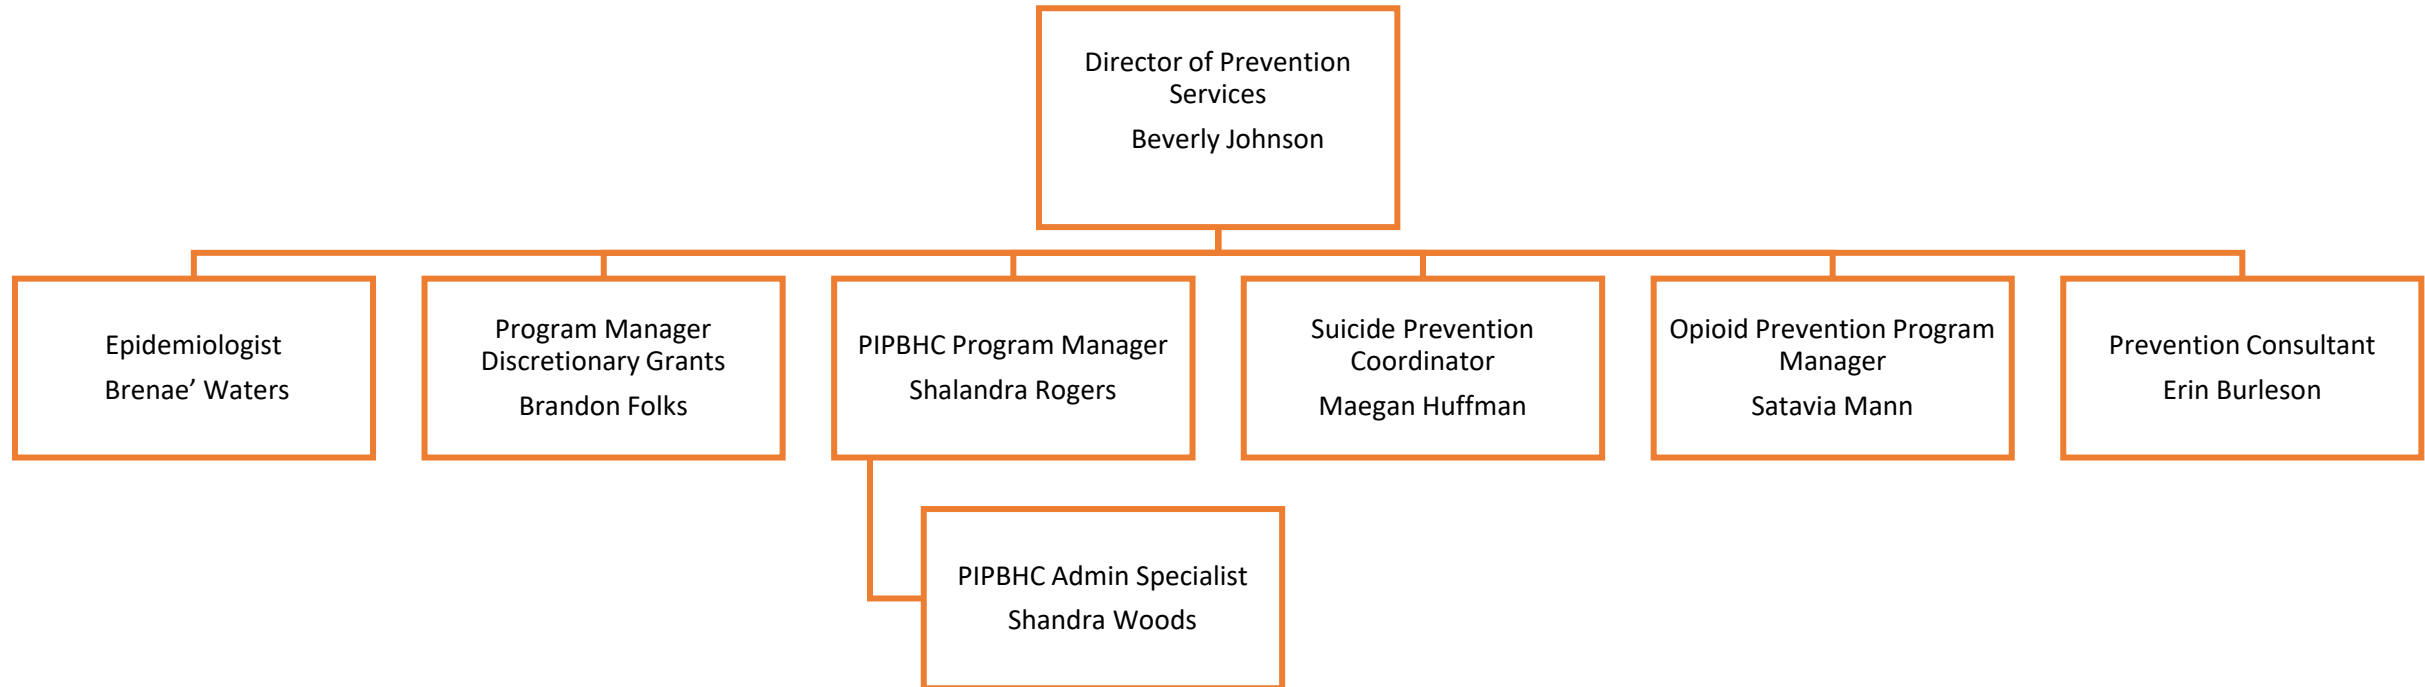 Director of Prevention
Services
Beverly Johnson
Epidemiologist
Brenae’ Waters
Program Manager
Discretionary Grants
Brandon Folks
PIPBHC Program Manager
Shalandra Rogers
Suicide Prevention
Coordinator
Maegan Huffman
Opioid Prevention Program
Manager
Satavia Mann
Prevention Consultant
Erin Burleson
PIPBHC Admin Specialist
Shandra Woods